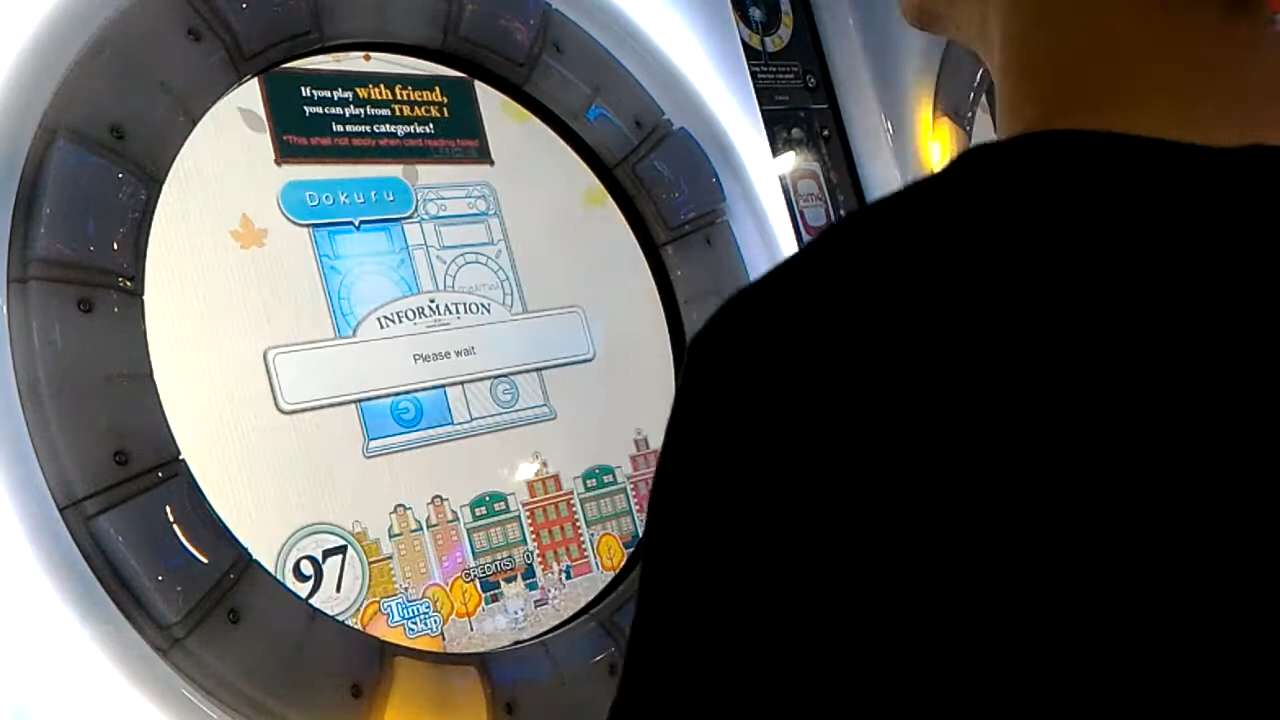 If you play with friend,
you can play from TRACK 1
in more categories!
*This shall not apply when card reading failed
Dokuru
INFORMATION
Please wait
97
CREDIT(S) 0
Time
Skip